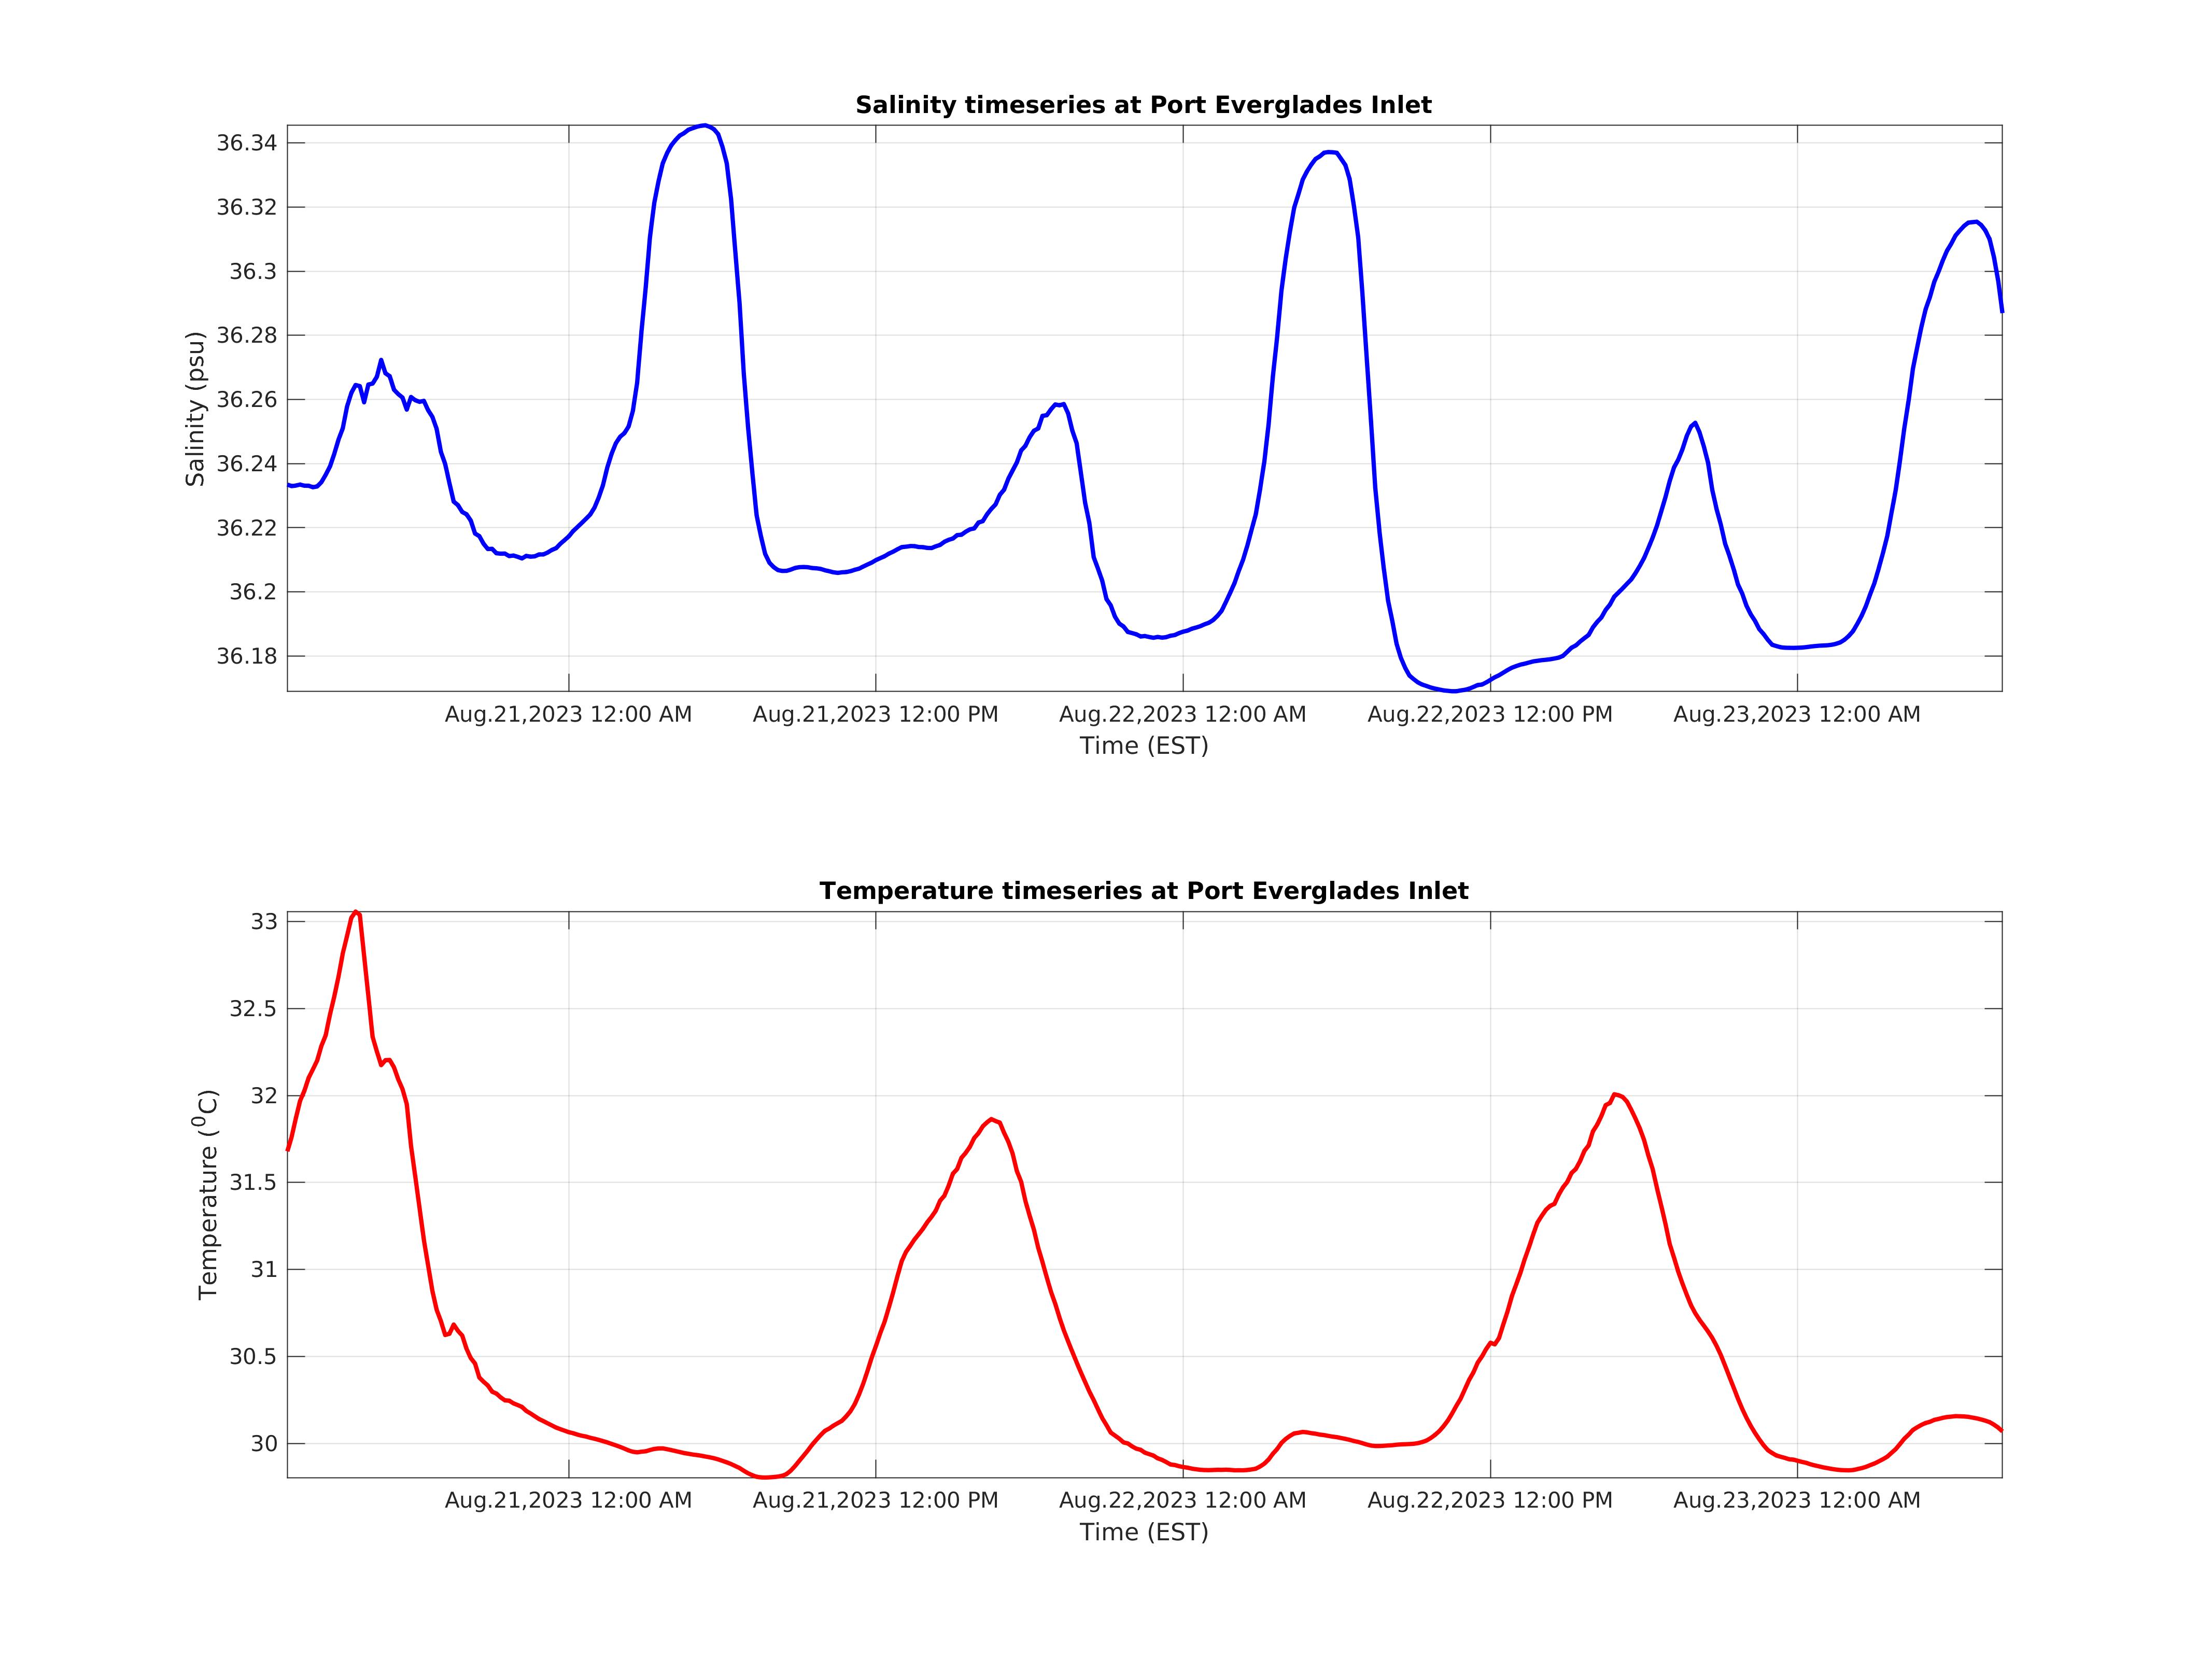 Salinity timeseries at Port Everglades Inlet
36.34
36.32
36.3
36.28
36.26
36.24
36.22
36.2
36.18
Salinity (psu)
Aug.21,2023 12:00 AM Aug.21,2023 12:00 PM Aug.22,2023 12:00 AM Aug.22,2023 12:00 PM Aug.23,2023 12:00 AM
Time (EST)
Temperature timeseries at Port Everglades Inlet
33
32.5
32
31.5
31
30.5
30
Temperature (⁰C)
Aug.21,2023 12:00 AM Aug.21,2023 12:00 PM Aug.22,2023 12:00 AM Aug.22,2023 12:00 PM Aug.23,2023 12:00 AM
Time (EST)